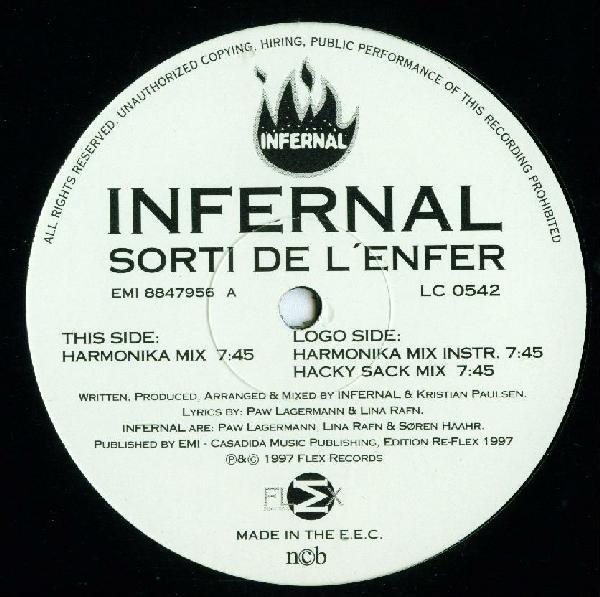 ALL RIGHTS RESERVED. UNAUTHORIZED COPYING, HIRING, PUBLIC PERFORMANCE OF THIS RECORDING PROHIBITED
INFERNAL
INFERNAL
SORTI DE L´ENFER
EMI 8847956 A LC 0542
THIS SIDE: LOGO SIDE:
HARMONIKA MIX 7:45 HARMONIKA MIX INSTR. 7:45
HACKY SACK MIX 7:45
WRITTEN, PRODUCED, ARRANGED & MIXED BY INFERNAL & KRISTIAN PAULSEN.
LYRICS BY: PAW LAGERMANN & LINA RAFN.
INFERNAL ARE: PAW LAGERMANN, LINA RAFN & SØREN HAAHR.
PUBLISHED BY EMI - CASADIDA MUSIC PUBLISHING, EDITION RE-FLEX 1997
℗&© 1997 FLEX RECORDS
FLEX
MADE IN THE E.E.C.
n©b